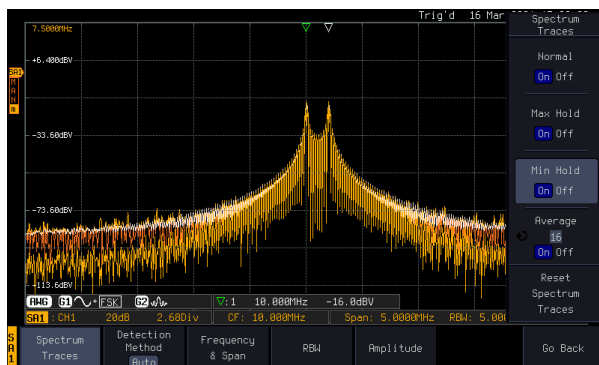 Trig'd 16 Mar
7.5000MHz
+6.400dBV
-33.60dBV
-73.60dBV
-113.6dBV
SA1
M
A
N
m
AWG G1 + FSK G2
▽:1 10.000MHz -16.0dBV
SA1 : CH1 20dB 2.68Div CF: 10.000MHz Span: 5.0000MHz RBW: 5.000
Spectrum
Traces
Normal
On Off
Max Hold
On Off
Min Hold
On Off
Average
16
On Off
Reset
Spectrum
Traces
S
A
1
Spectrum
Traces
Detection
Method
Auto
Frequency
& Span
RBW
Amplitude
Go Back